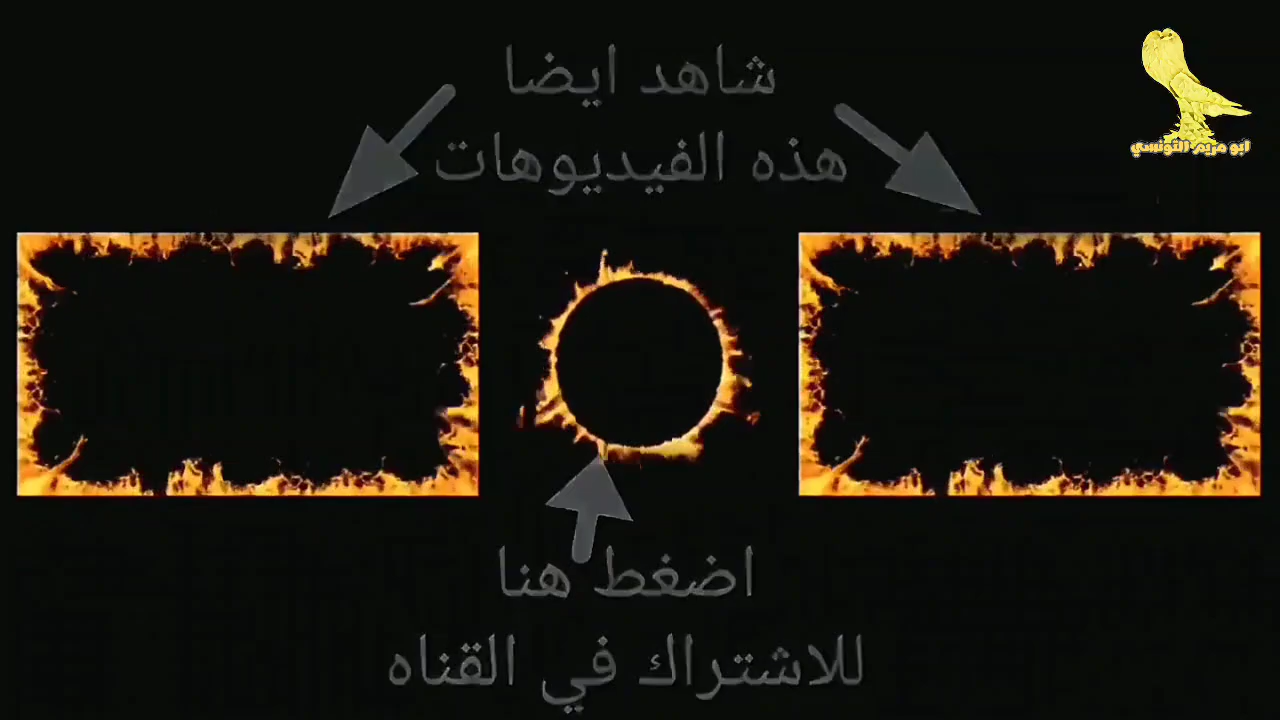 شاهد ايضا
هذه الفيديوهات
ابو مريم التونسي
اضغط هنا
للاشتراك في القناه